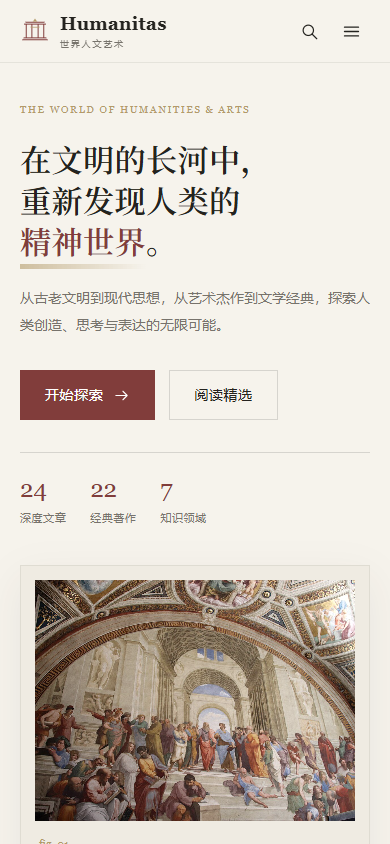 Humanitas
世界人文艺术
THE WORLD OF HUMANITIES & ARTS
在文明的长河中,
重新发现人类的
精神世界。
从古老文明到现代思想，从艺术杰作到文学经典，探索人
类创造、思考与表达的无限可能。
开始探索 →
阅读精选
24 22 7
深度文章 经典著作 知识领域